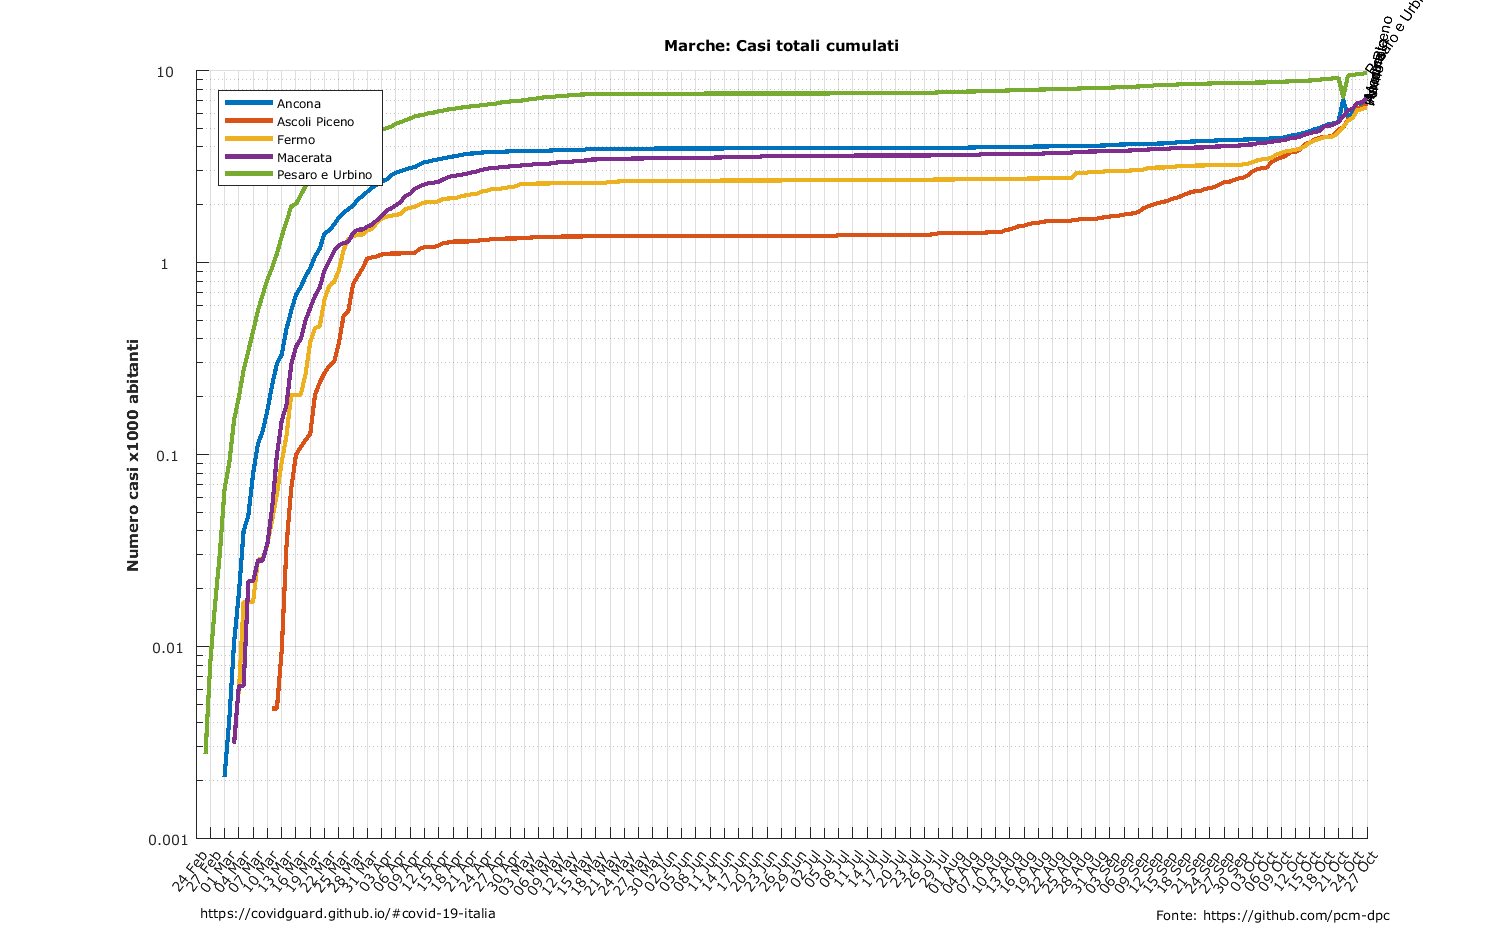 Marche: Casi totali cumulati
Numero casi x1000 abitanti
10
1
0.1
0.01
0.001
Ancona
Ascoli Piceno
Fermo
Macerata
Pesaro e Urbino
24 Feb
27 Feb
01 Mar
04 Mar
07 Mar
10 Mar
13 Mar
16 Mar
19 Mar
22 Mar
25 Mar
28 Mar
31 Mar
03 Apr
06 Apr
09 Apr
12 Apr
15 Apr
18 Apr
21 Apr
24 Apr
27 Apr
20 Apr
03 May
06 May
09 May
12 May
15 May
18 May
21 May
24 May
27 May
30 May
02 Jun
05 Jun
08 Jun
11 Jun
14 Jun
17 Jun
20 Jun
23 Jun
26 Jun
29 Jun
02 Jul
05 Jul
08 Jul
11 Jul
14 Jul
17 Jul
20 Jul
23 Jul
26 Jul
29 Jul
01 Aug
04 Aug
07 Aug
10 Aug
13 Aug
16 Aug
19 Aug
22 Aug
25 Aug
28 Aug
31 Aug
03 Sep
06 Sep
09 Sep
12 Sep
15 Sep
18 Sep
21 Sep
24 Sep
27 Sep
30 Sep
03 Oct
06 Oct
09 Oct
12 Oct
15 Oct
18 Oct
21 Oct
24 Oct
27 Oct
https://covidguard.github.io/#covid-19-italia
Fonte: https://github.com/pcm-dpc